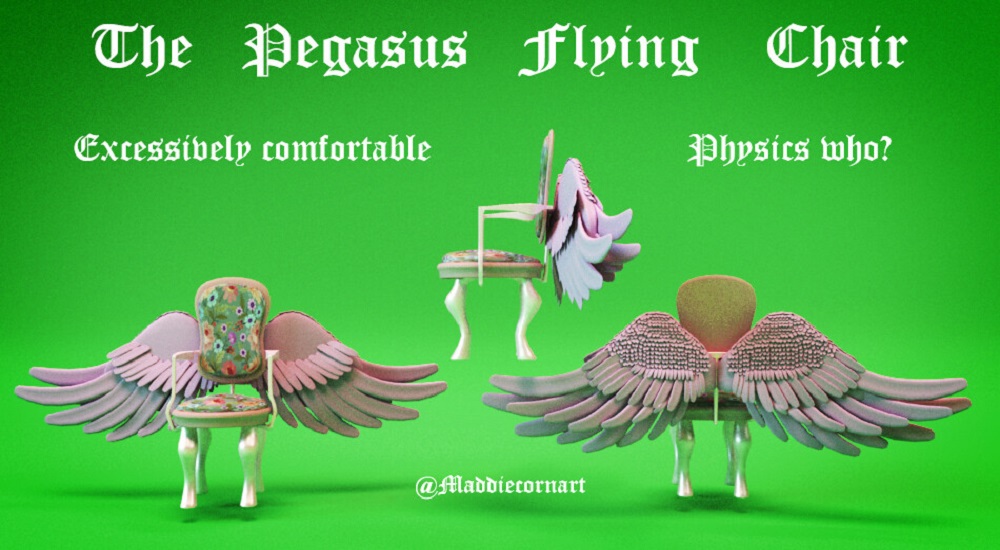 The Pegasus Flying Chair
Excessively comfortable
Physics who?
@Maddiecornart